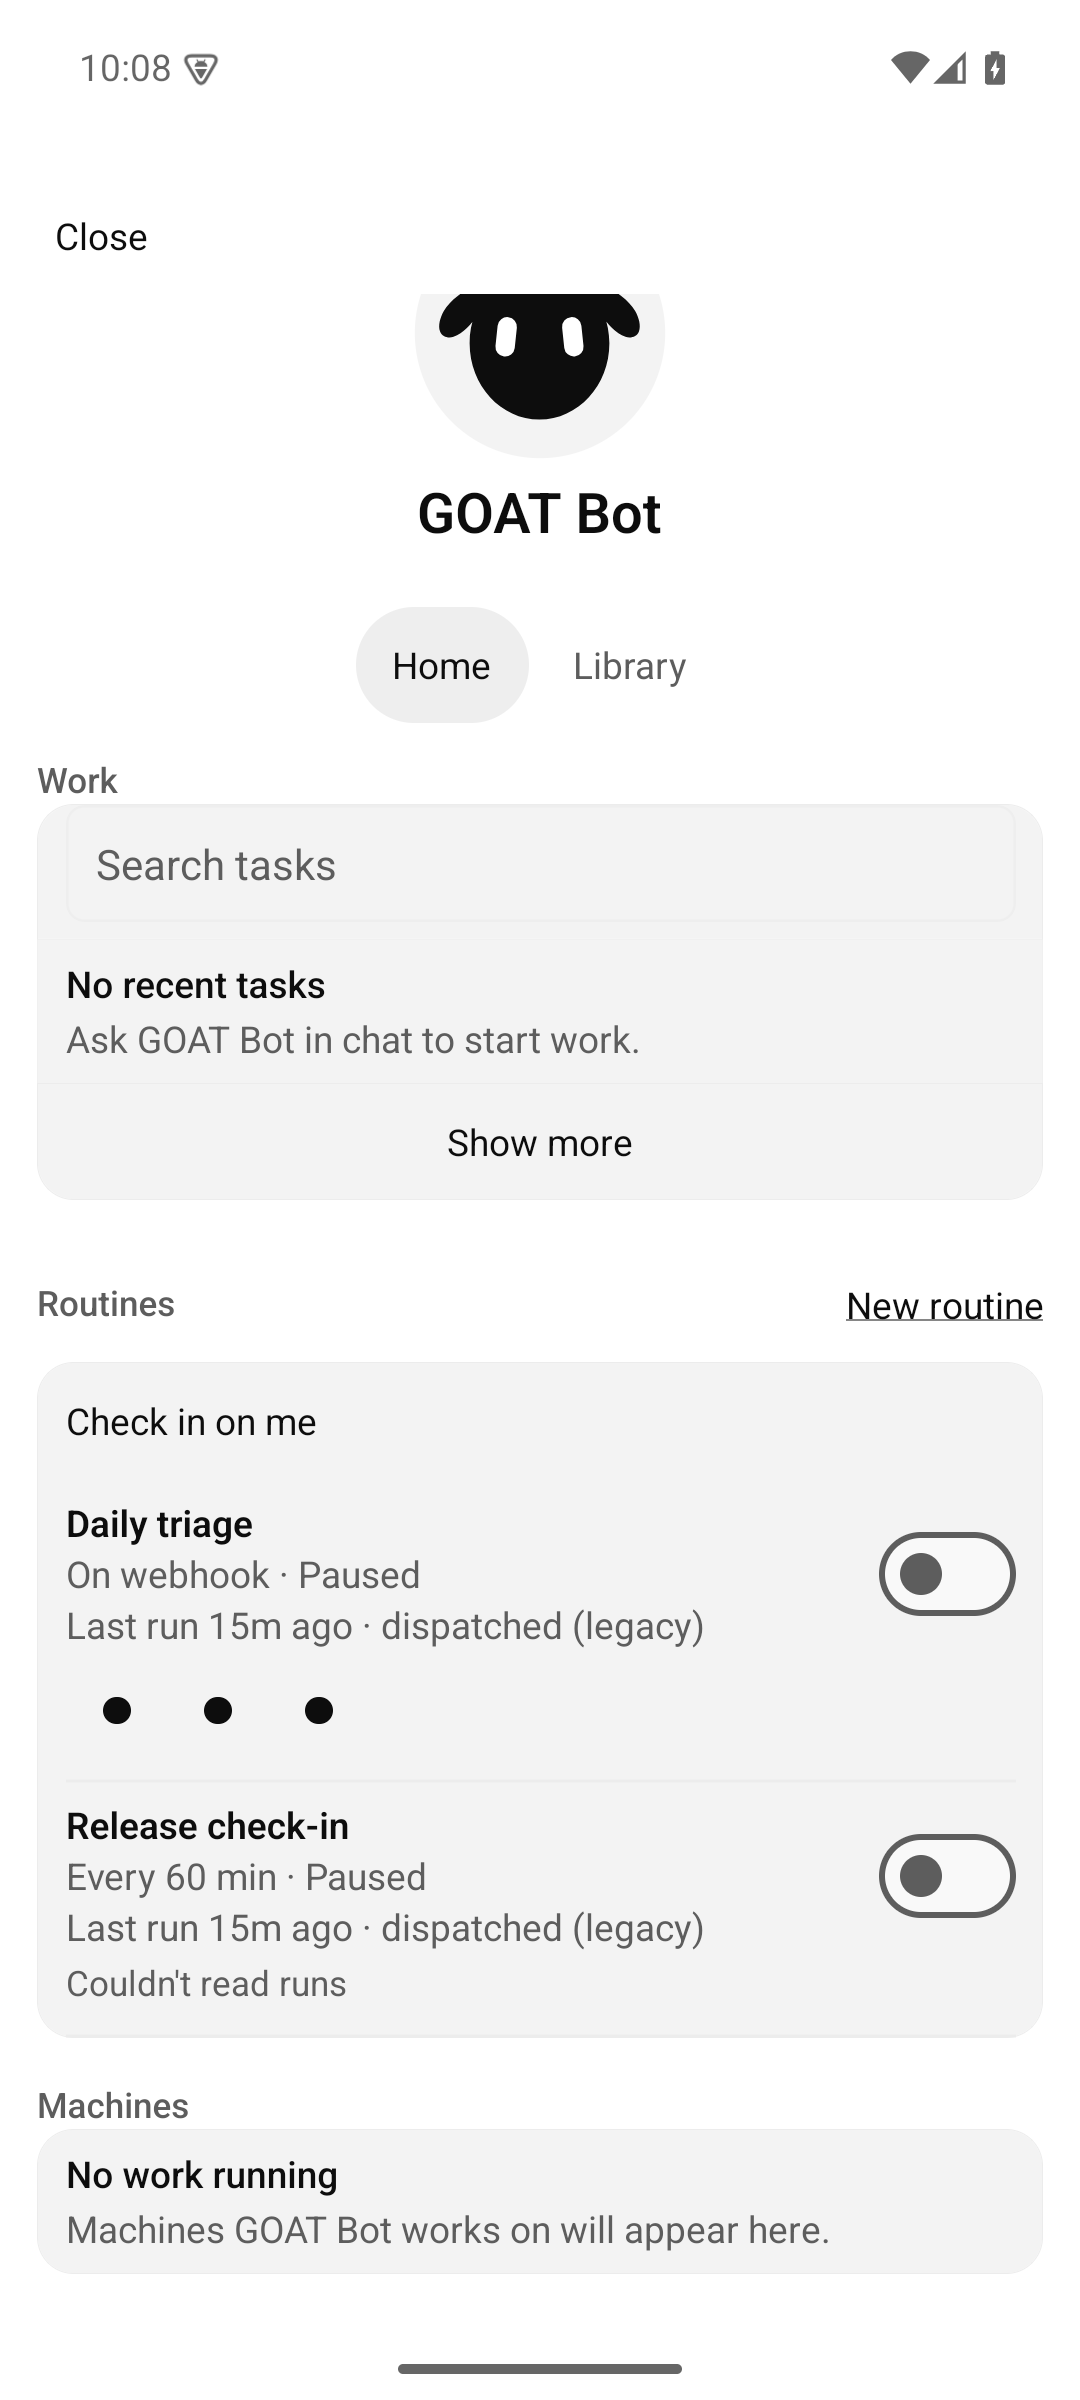 10:08
Close
GOAT Bot
Home
Library
Work
Search tasks
No recent tasks
Ask GOAT Bot in chat to start work.
Show more
Routines
New routine
Check in on me
Daily triage
On webhook · Paused
Last run 15m ago · dispatched (legacy)
Release check-in
Every 60 min · Paused
Last run 15m ago · dispatched (legacy)
Couldn't read runs
Machines
No work running
Machines GOAT Bot works on will appear here.